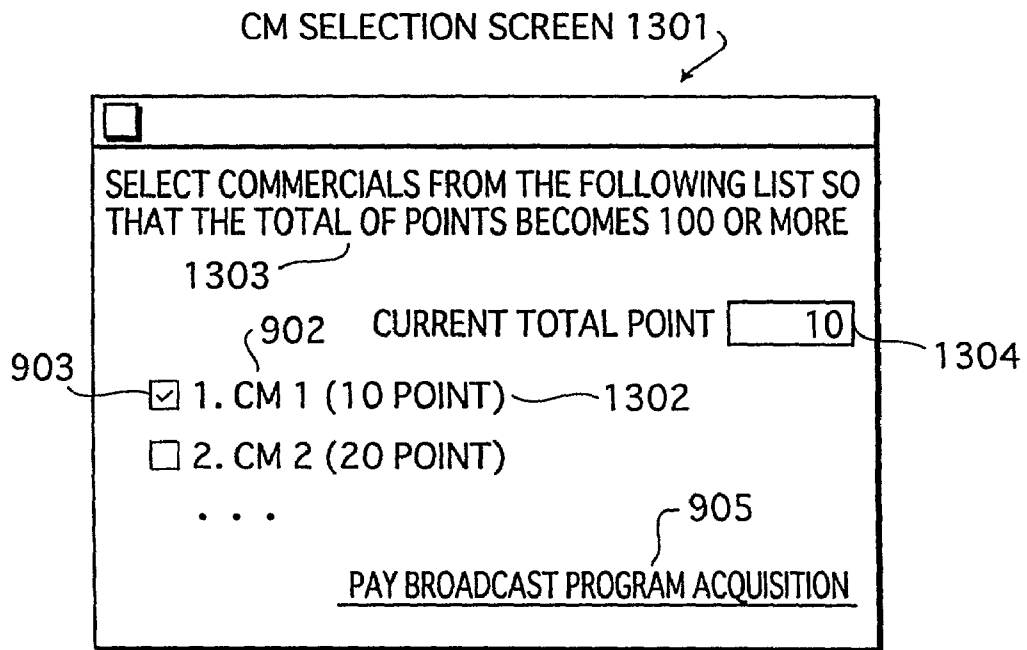 CM SELECTION SCREEN 1301
SELECT COMMERCIALS FROM THE FOLLOWING LIST SO
THAT THE TOTAL OF POINTS BECOMES 100 OR MORE
1303
902
CURRENT TOTAL POINT 10
1304
903
1. CM 1 (10 POINT) 1302
2. CM 2 (20 POINT)
. . .
905
PAY BROADCAST PROGRAM ACQUISITION